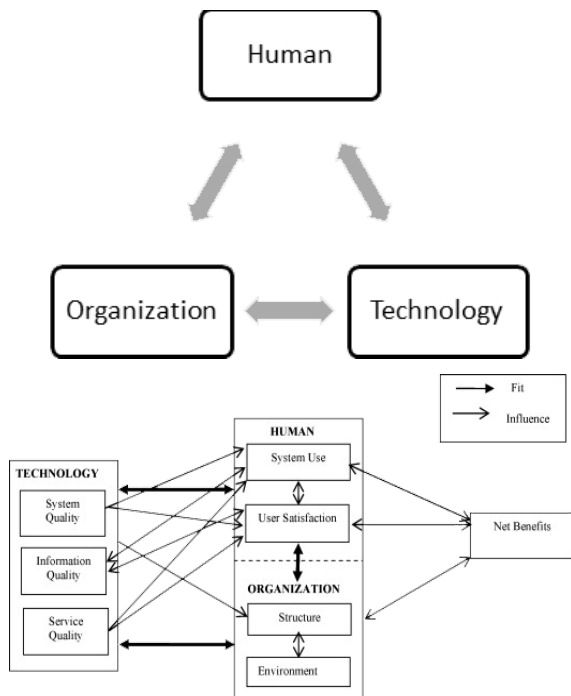 Human
Organization
Technology
Fit
Influence
HUMAN
System Use
User Satisfaction
TECHNOLOGY
System
Quality
Information
Quality
Service
Quality
ORGANIZATION
Structure
Environment
Net Benefits